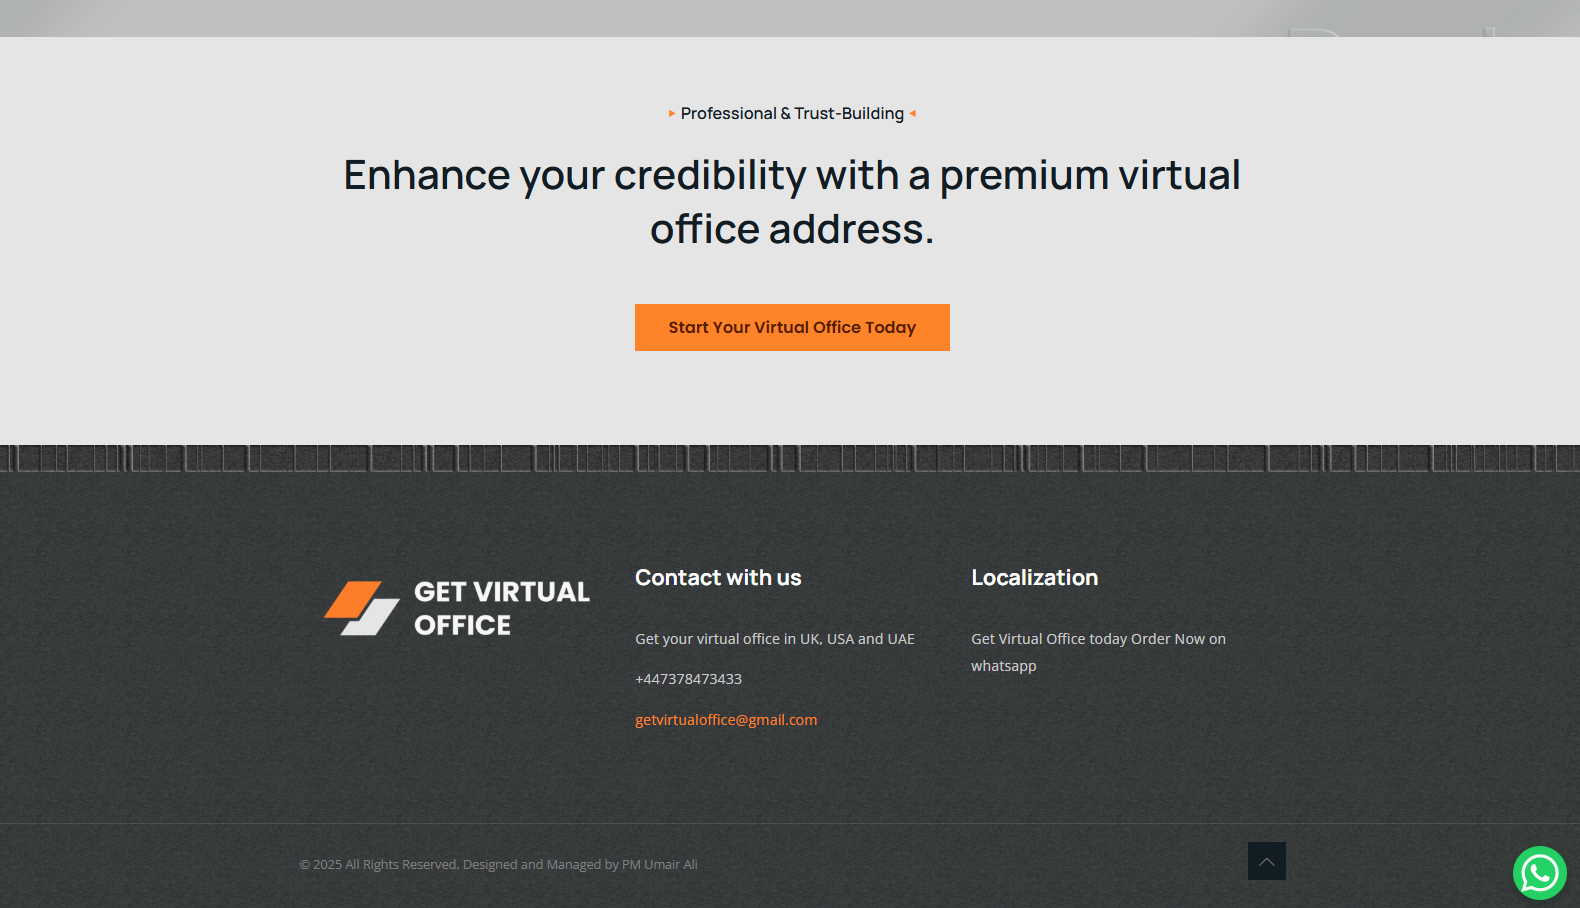 Professional & Trust-Building
Enhance your credibility with a premium virtual
office address.
Start Your Virtual Office Today
GET VIRTUAL
OFFICE
Contact with us
Get your virtual office in UK, USA and UAE
+447378473433
getvirtualoffice@gmail.com
Localization
Get Virtual Office today Order Now on
whatsapp
© 2025 All Rights Reserved. Designed and Managed by PM Umair Ali